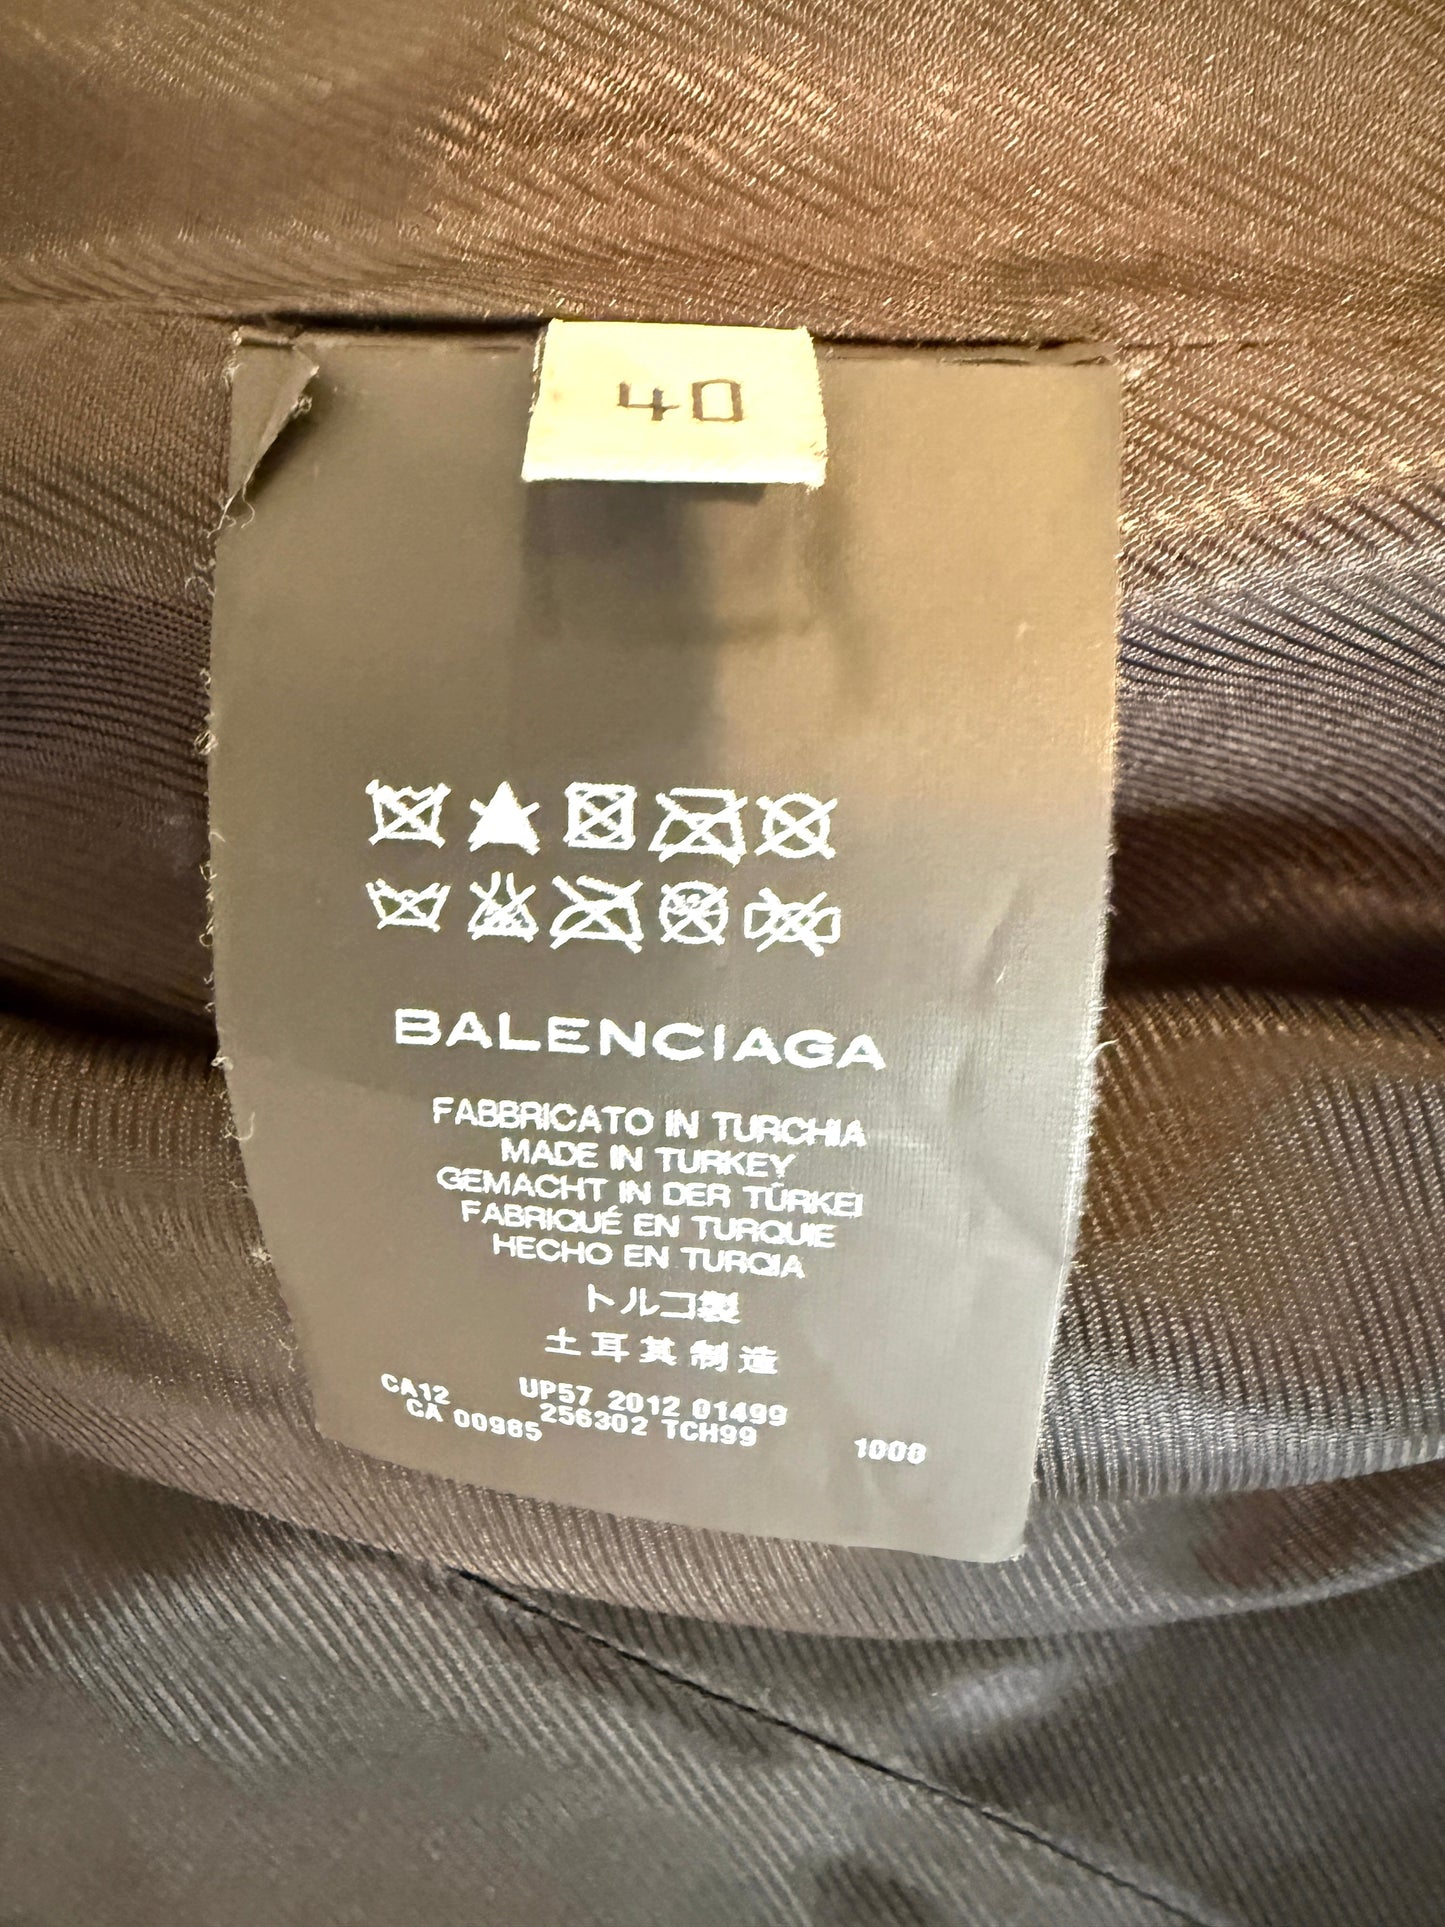 40
BALENCIAGA
FABBRICATO IN TURCHIA
MADE IN TURKEY
GEMACHT IN DER TÜRKEI
FABRIQUÉ EN TURQUIE
HECHO EN TURQIA
トルコ製
土耳其制造
CA12 UP57 2012 01499
CA 00985 256302 TCH99 1000